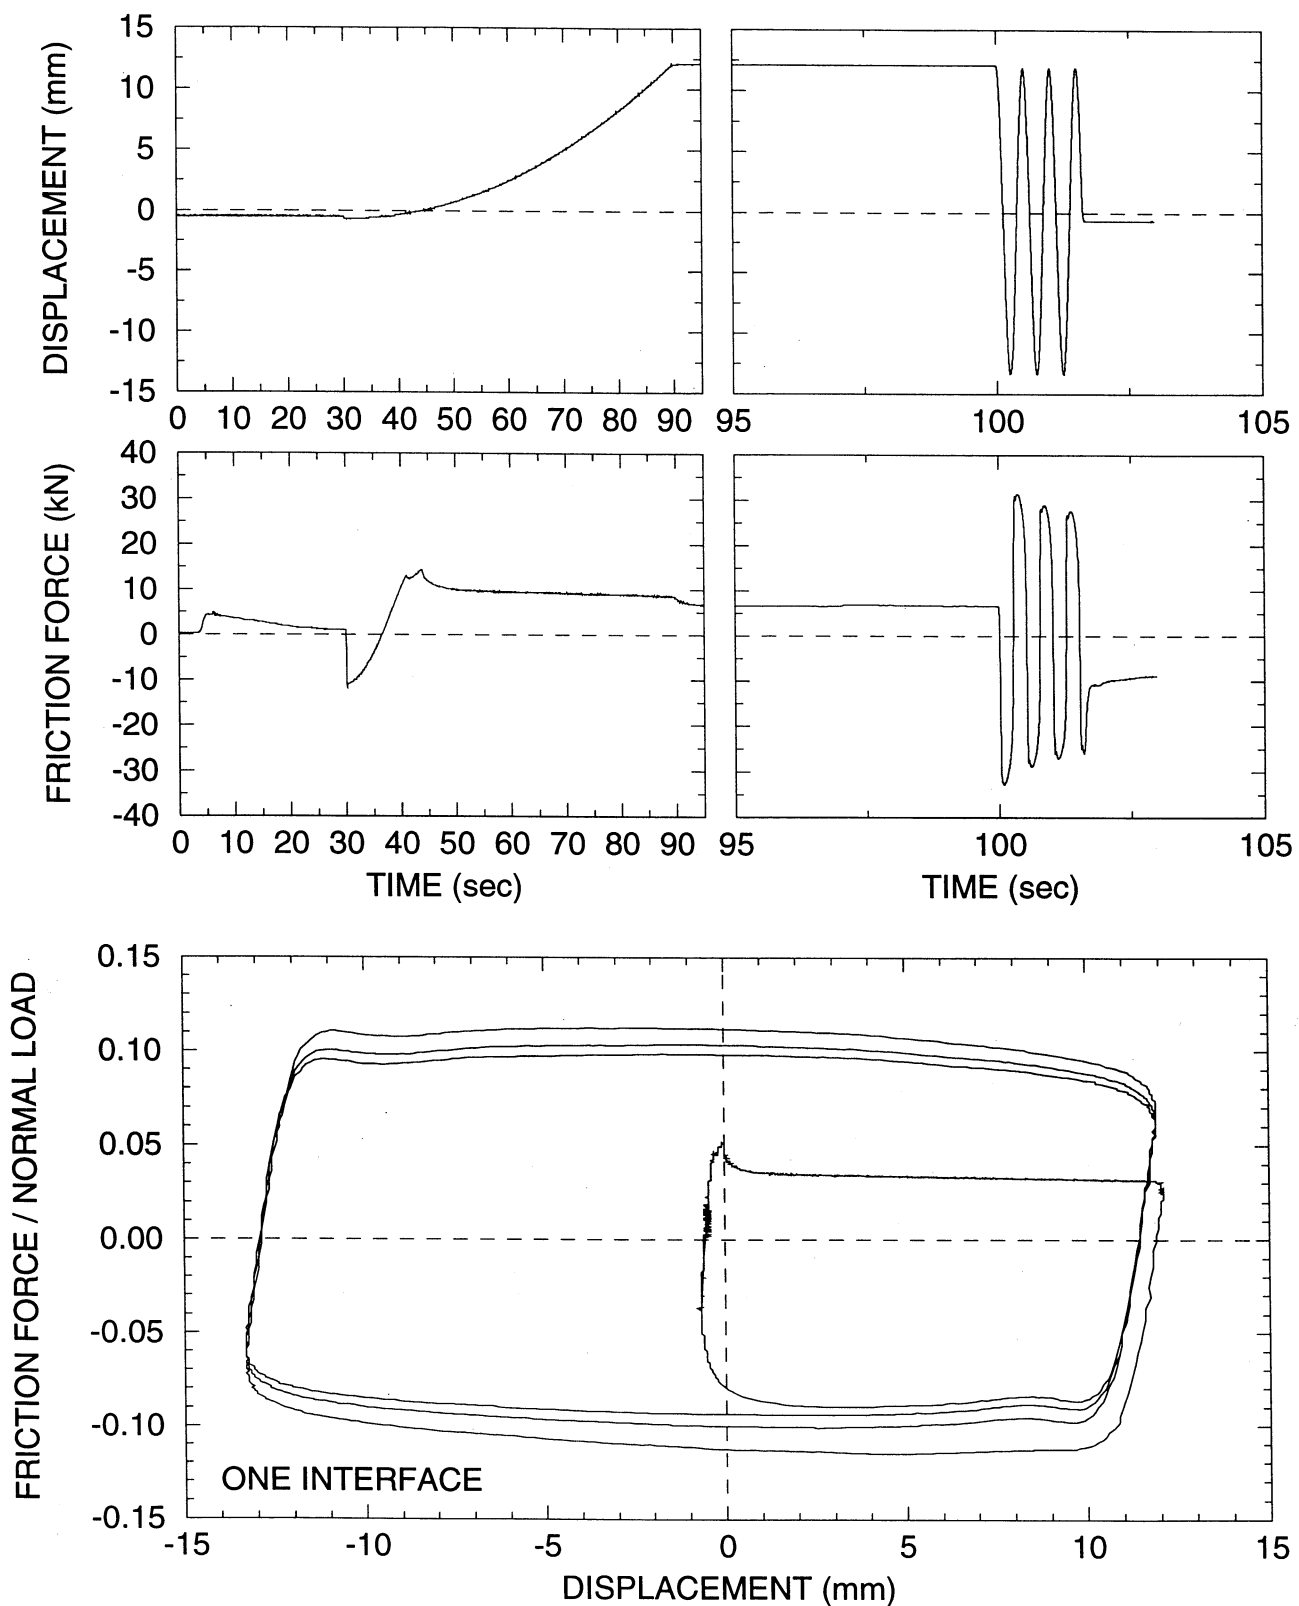 DISPLACEMENT (mm)
15
10
5
0
-5
-10
-15
0 10 20 30 40 50 60 70 80 90
95 100 105
FRICTION FORCE (kN)
40
30
20
10
0
-10
-20
-30
-40
0 10 20 30 40 50 60 70 80 90
95 100 105
TIME (sec)
TIME (sec)
FRICTION FORCE / NORMAL LOAD
0.15
0.10
0.05
0.00
-0.05
-0.10
-0.15
ONE INTERFACE
-15 -10 -5 0 5 10 15
DISPLACEMENT (mm)